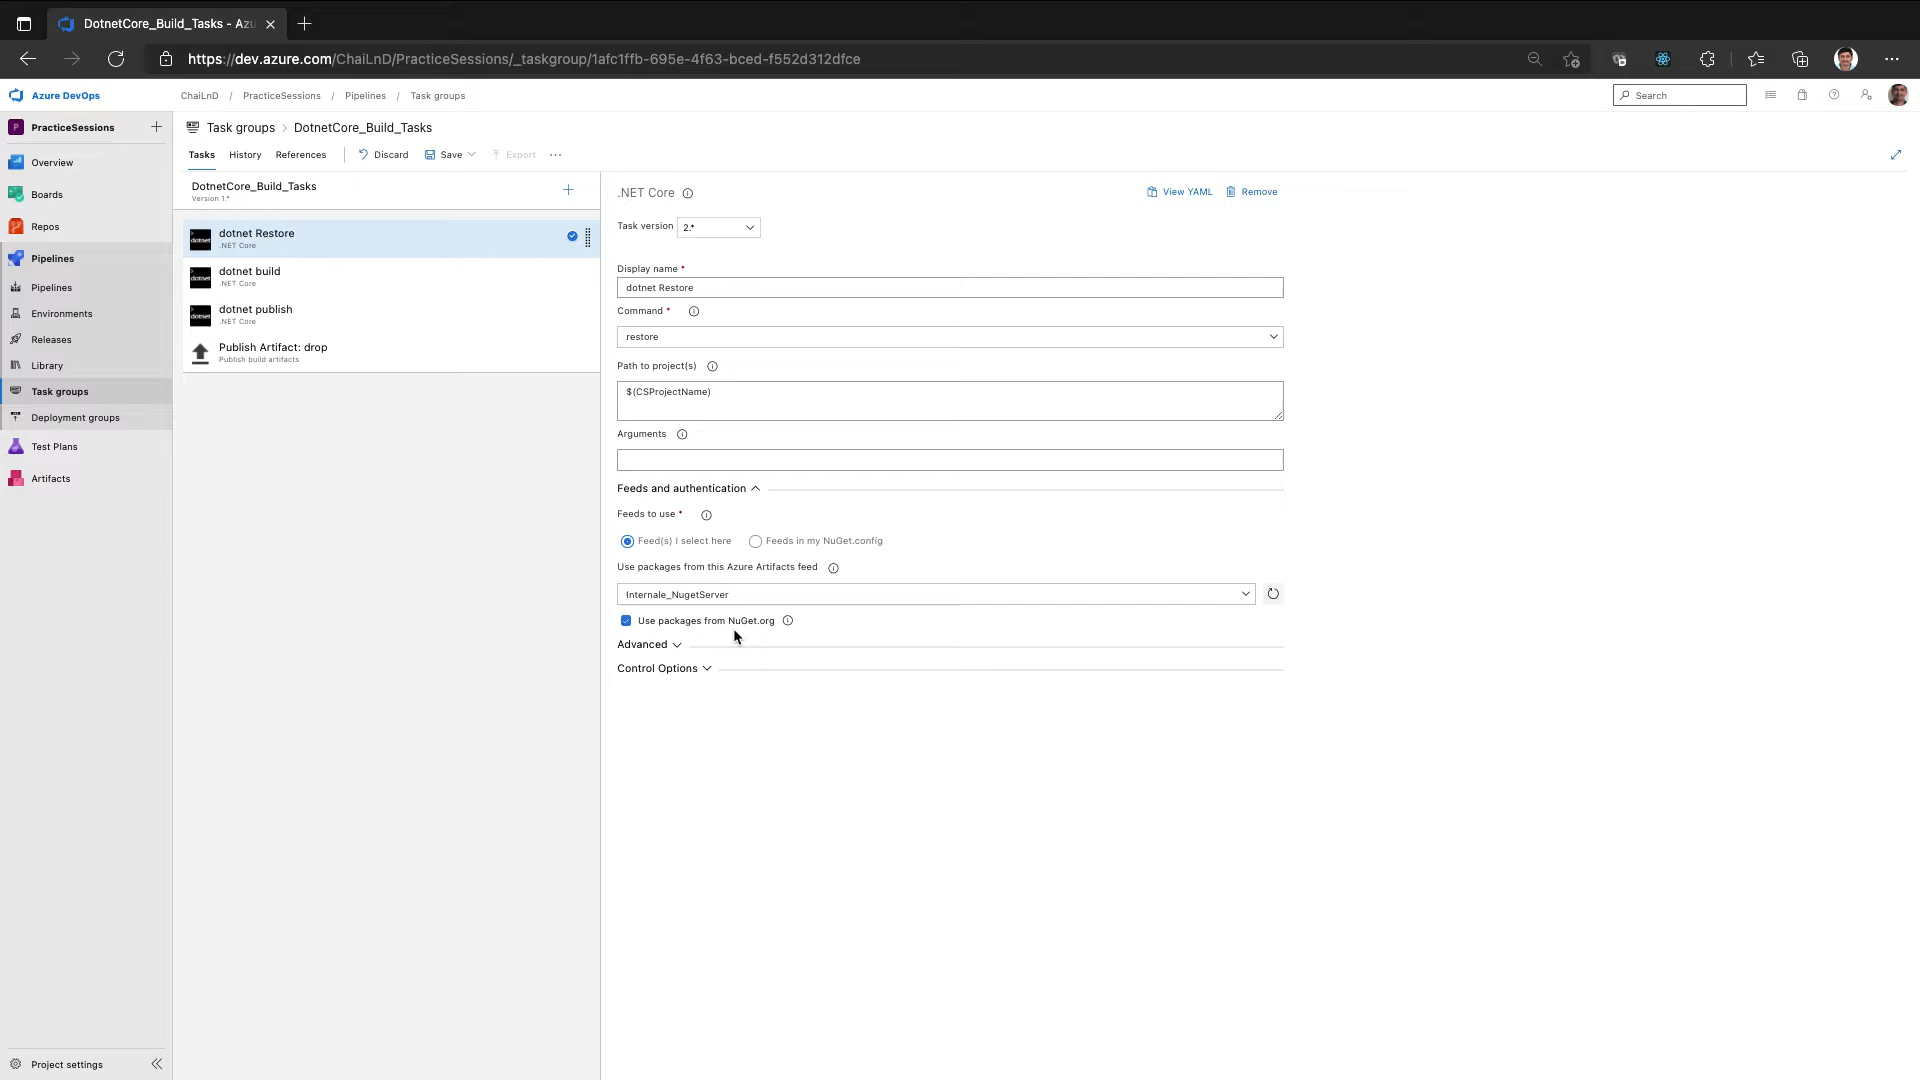 DotnetCore_Build_Tasks - Azu
https://dev.azure.com/ChaiLnD/PracticeSessions/_taskgroup/1afc1ffb-695e-4f63-bced-f552d312dfce
Azure DevOps
ChaiLnD / PracticeSessions / Pipelines / Task groups
Search
P PracticeSessions
Overview
Boards
Repos
Pipelines
Pipelines
Environments
Releases
Library
Task groups
Deployment groups
Test Plans
Artifacts
Project settings
Task groups > DotnetCore_Build_Tasks
Tasks History References Discard Save Export ...
DotnetCore_Build_Tasks
Version 1.*
dotnet Restore
.NET Core
dotnet build
.NET Core
dotnet publish
.NET Core
Publish Artifact: drop
Publish build artifacts
.NET Core
View YAML Remove
Task version 2.*
Display name *
dotnet Restore
Command *
restore
Path to project(s)
$(CSProjectName)
Arguments
Feeds and authentication
Feeds to use *
Feed(s) I select here Feeds in my NuGet.config
Use packages from this Azure Artifacts feed
Internale_NugetServer
Use packages from NuGet.org
Advanced
Control Options